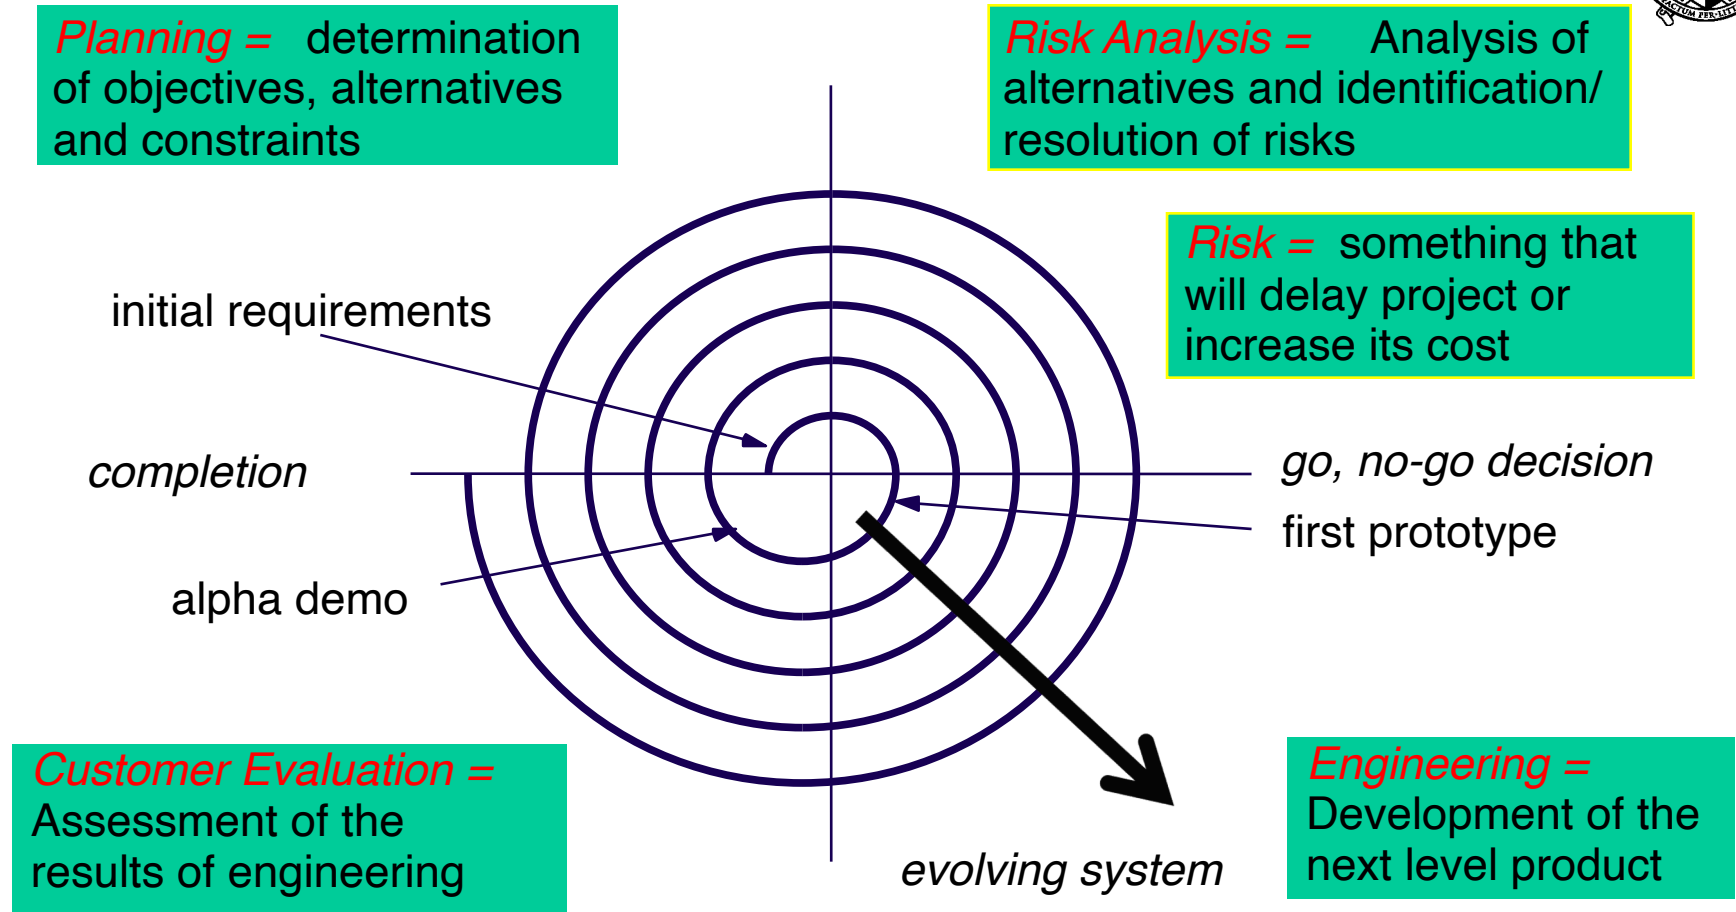 Planning = determination
of objectives, alternatives
and constraints
Risk Analysis = Analysis of
alternatives and identification/
resolution of risks
Risk = something that
will delay project or
increase its cost
initial requirements
completion
go, no-go decision
first prototype
alpha demo
Customer Evaluation =
Assessment of the
results of engineering
Engineering =
Development of the
next level product
evolving system